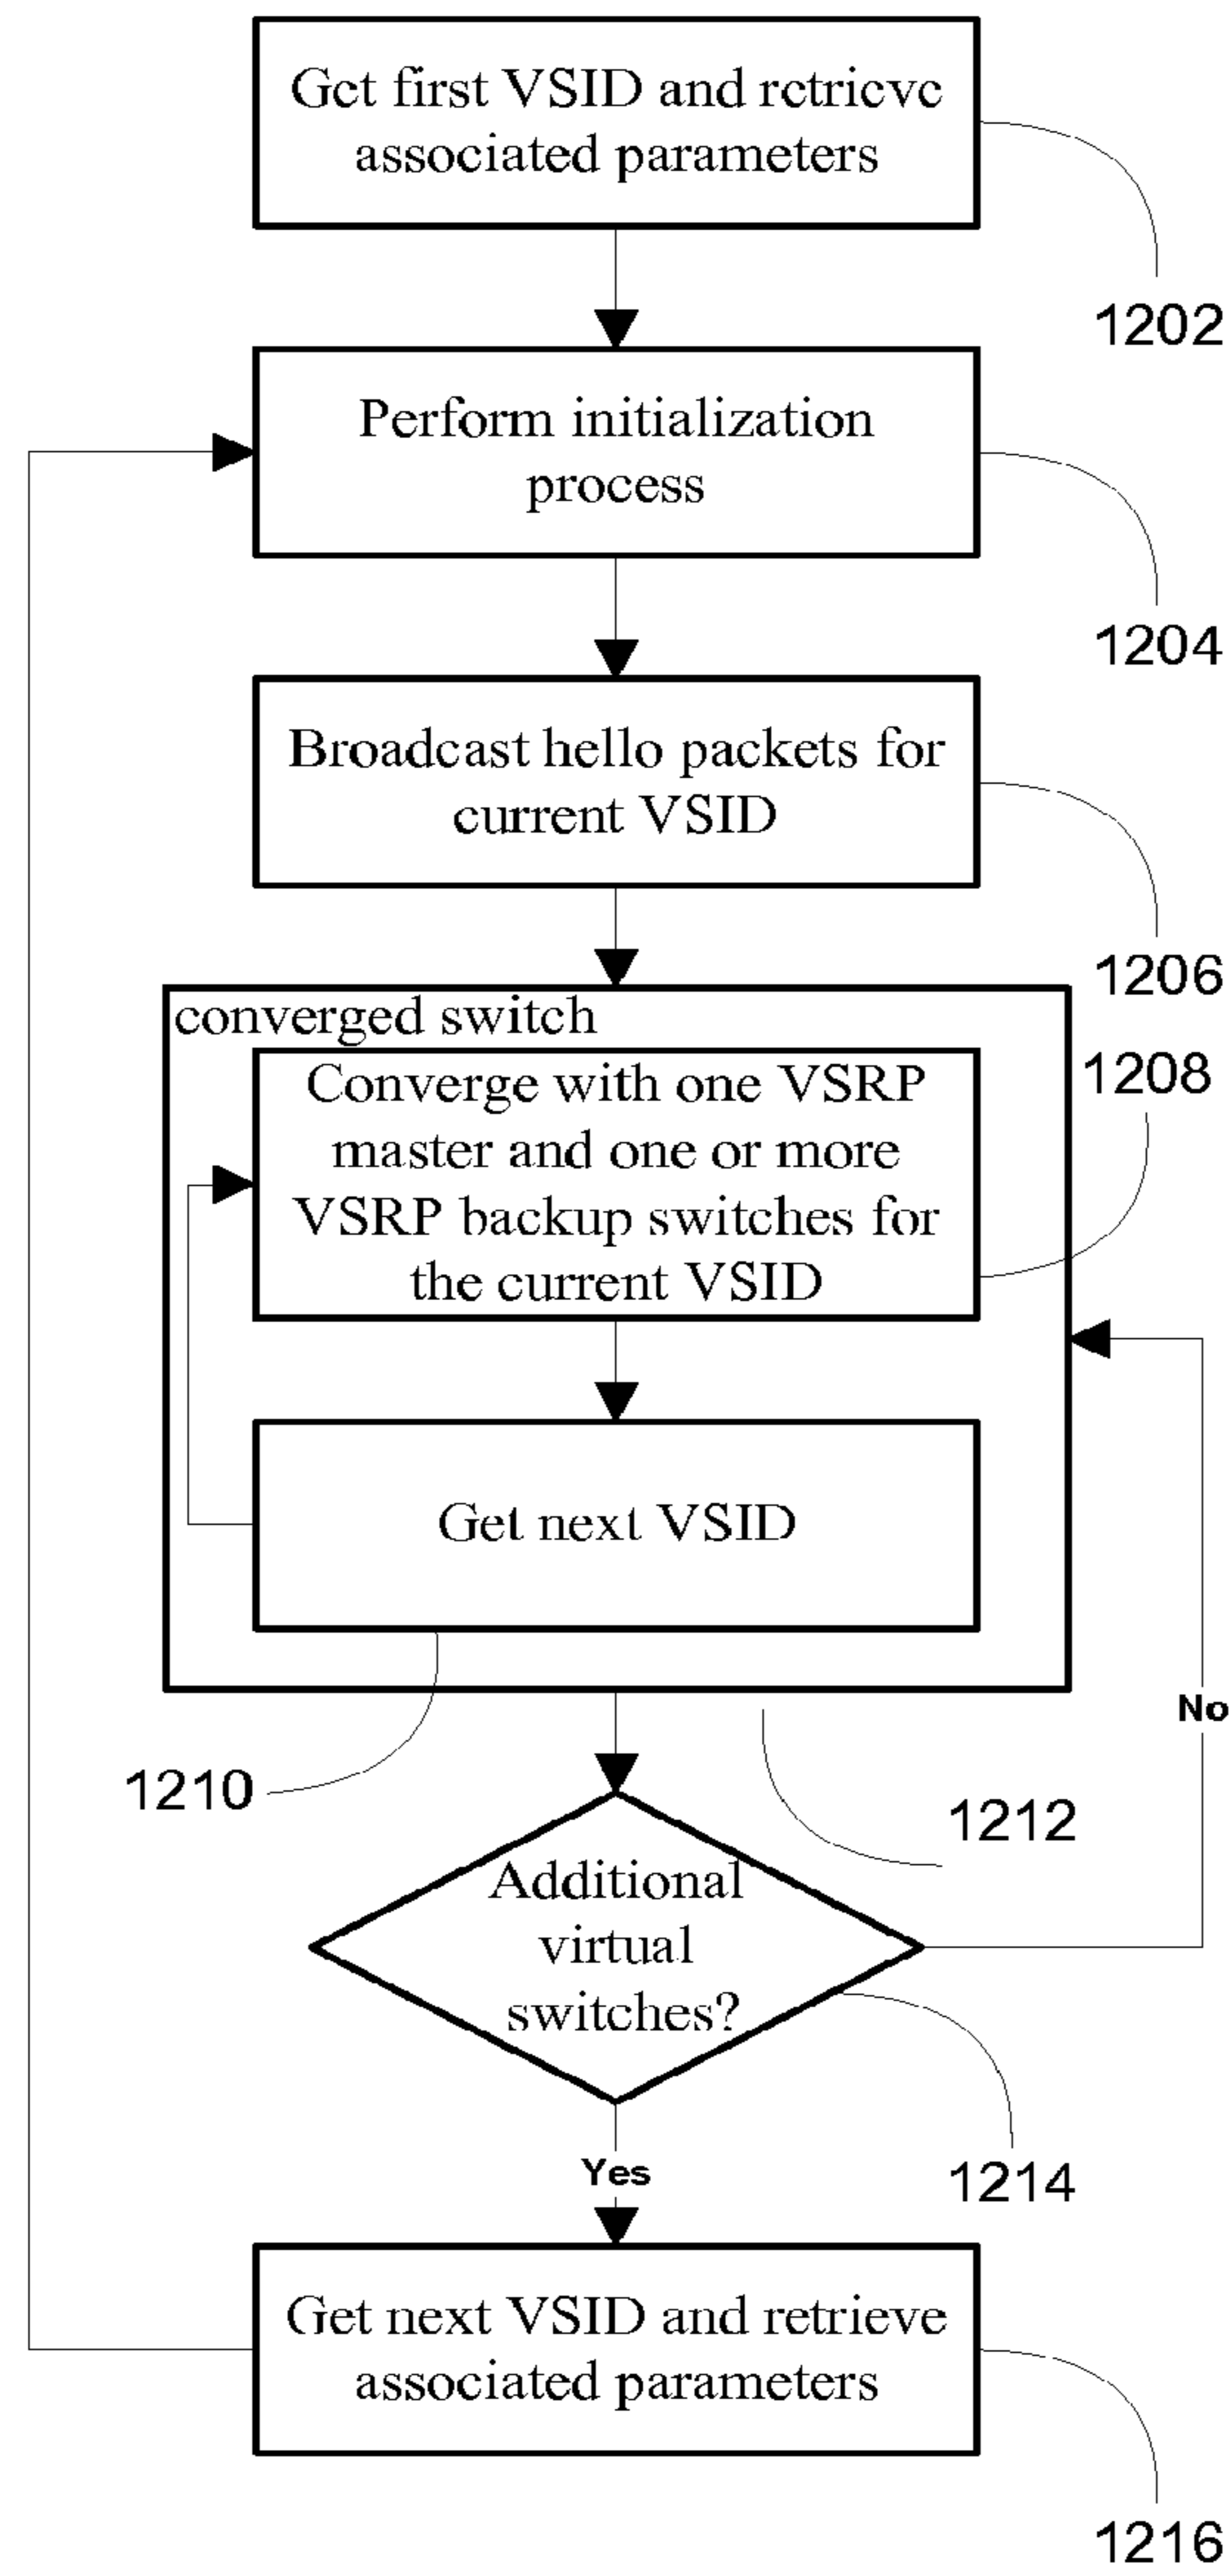 Get first VSID and retrieve
associated parameters
1202
Perform initialization
process
1204
Broadcast hello packets for
current VSID
1206
converged switch
Converge with one VSRP
master and one or more
VSRP backup switches for
the current VSID
1208
Get next VSID
1210
1212
No
Additional
virtual
switches?
1214
Yes
Get next VSID and retrieve
associated parameters
1216